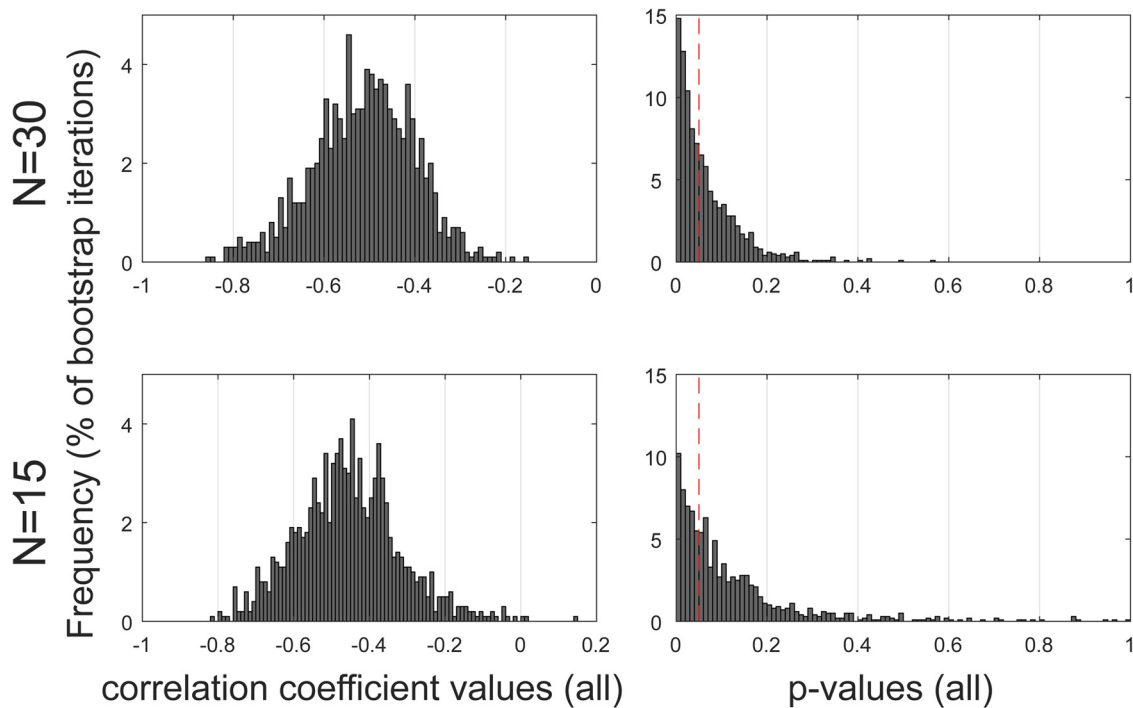 N=30
N=15
Frequency (% of bootstrap iterations)
4
2
0
-1 -0.8 -0.6 -0.4 -0.2 0
15
10
5
0
0 0.2 0.4 0.6 0.8 1
4
2
0
-1 -0.8 -0.6 -0.4 -0.2 0 0.2
15
10
5
0
0 0.2 0.4 0.6 0.8 1
correlation coefficient values (all)
p-values (all)